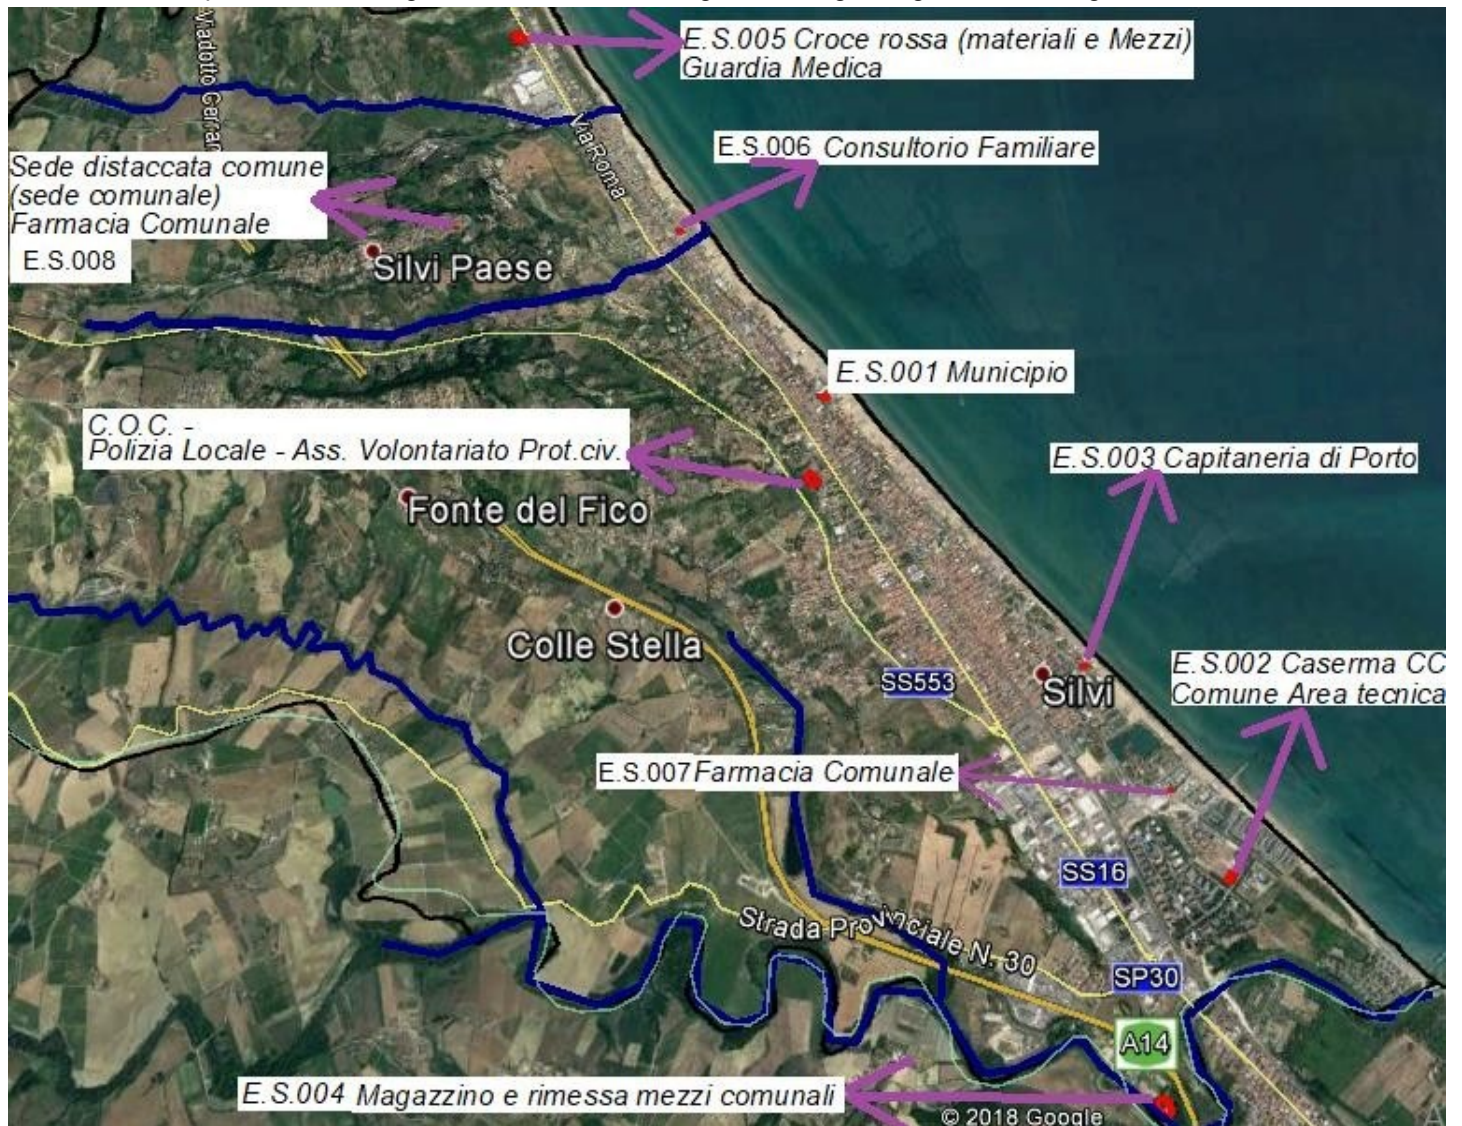 E.S.005 Croce rossa (materiali e Mezzi)
Guardia Medica
Via Roma
E.S.006 Consultorio Familiare
Sede distaccata comune
(sede comunale)
Farmacia Comunale
E.S.008
Silvi Paese
E.S.001 Municipio
C.O.C. -
Polizia Locale - Ass. Volontariato Prot.civ.
E.S.003 Capitaneria di Porto
Fonte del Fico
Colle Stella
E.S.002 Caserma CC
Comune Area tecnica
SS553
Silvi
E.S.007 Farmacia Comunale
SS16
Strada Provinciale N. 30
SP30
A14
E.S.004 Magazzino e rimessa mezzi comunali
© 2018 Google